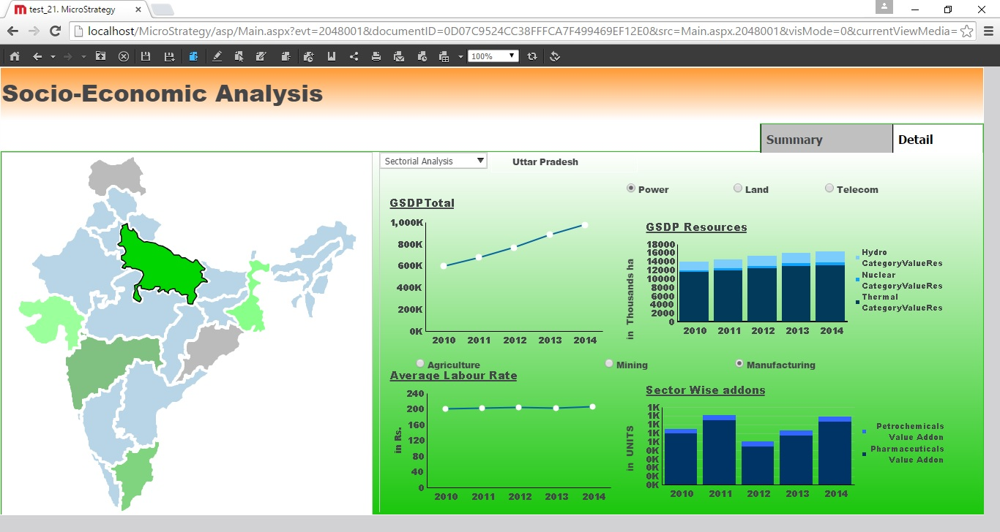 test_21. MicroStrategy
localhost/MicroStrategy/asp/Main.aspx?evt=2048001&documentID=0D07C9524CC38FFFCA7F499469EF12E0&src=Main.aspx.2048001&visMode=0&currentViewMedia=
100%
Socio-Economic Analysis
Summary
Detail
Sectorial Analysis
Uttar Pradesh
Power
Land
Telecom
GSDPTotal
1,000K
800K
600K
400K
200K
0K
2010 2011 2012 2013 2014
GSDP Resources
in Thousands ha
18000
16000
14000
12000
10000
8000
6000
4000
2000
0
2010 2011 2012 2013 2014
Hydro
CategoryValueRes
Nuclear
CategoryValueRes
Thermal
CategoryValueRes
Agriculture
Mining
Manufacturing
Average Labour Rate
in Rs.
240
200
160
120
80
40
0
2010 2011 2012 2013 2014
Sector Wise addons
in UNITS
1K
1K
1K
1K
1K
0K
0K
0K
0K
0K
2010 2011 2012 2013 2014
Petrochemicals
Value Addon
Pharmaceuticals
Value Addon